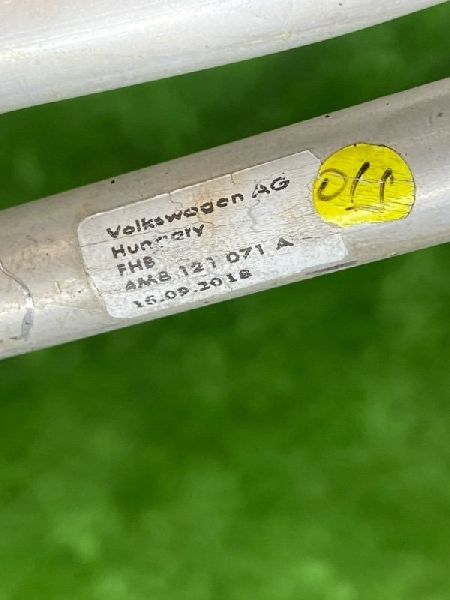 Volkswagen AG
Hungary
FHB
4M8 121 071 A
15.09.2018